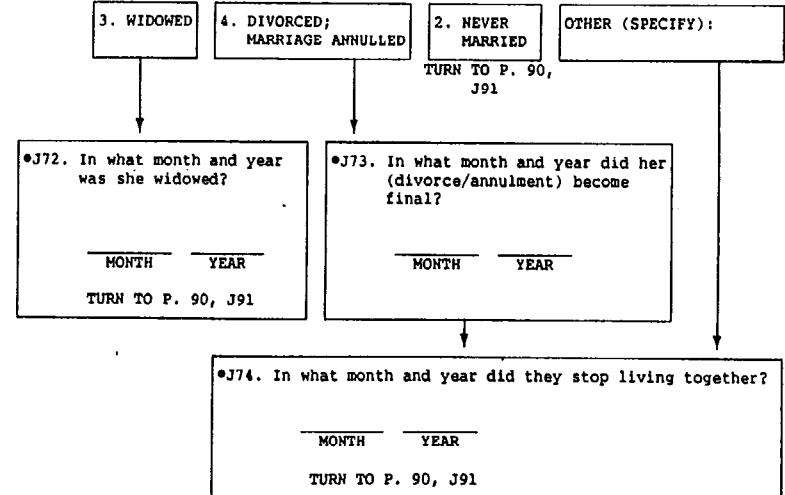 3. WIDOWED
4. DIVORCED;
MARRIAGE ANNULLED
2. NEVER
MARRIED
TURN TO P. 90,
J91
OTHER (SPECIFY):
●J72. In what month and year
was she widowed?
MONTH YEAR
TURN TO P. 90, J91
●J73. In what month and year did her
(divorce/annulment) become
final?
MONTH YEAR
●J74. In what month and year did they stop living together?
MONTH YEAR
TURN TO P. 90, J91